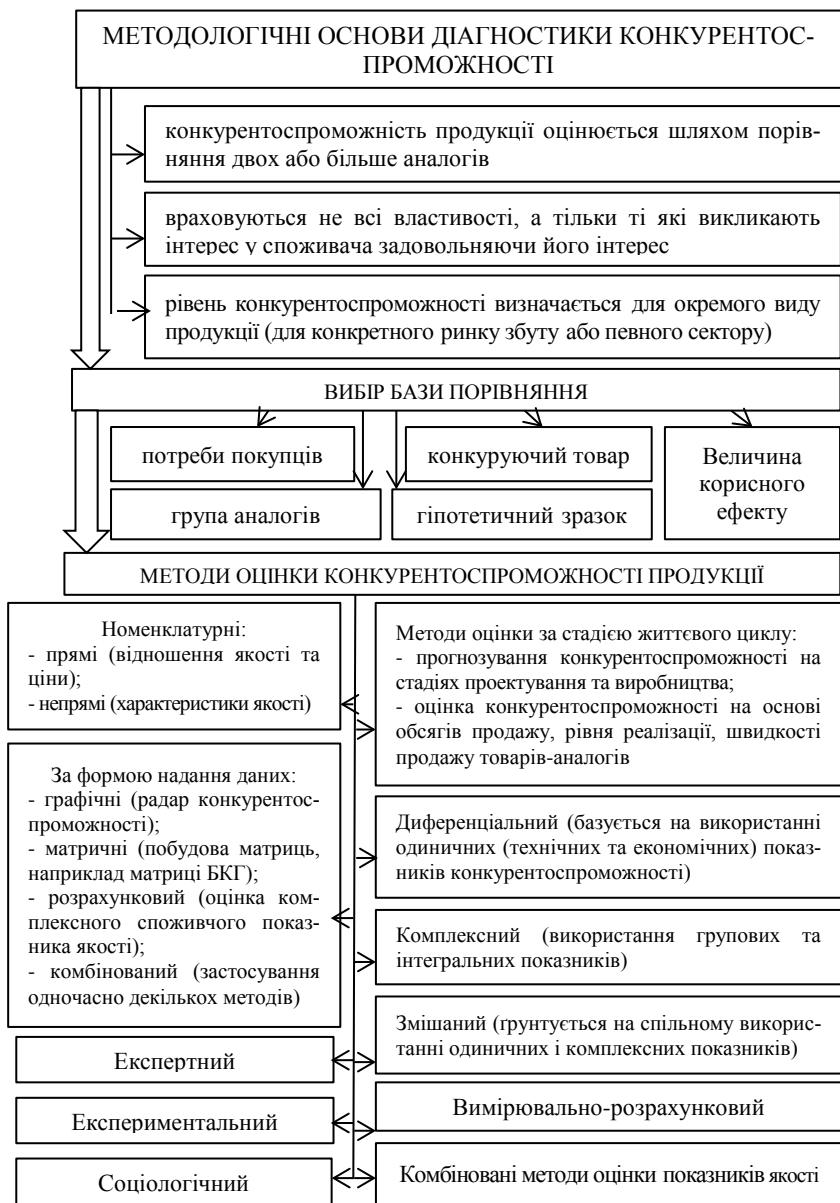 МЕТОДОЛОГІЧНІ ОСНОВИ ДІАГНОСТИКИ КОНКУРЕНТОС-
ПРОМОЖНОСТІ
конкурентоспроможність продукції оцінюється шляхом порів-
няння двох або більше аналогів
враховуються не всі властивості, а тільки ті які викликають
інтерес у споживача задовольняючи його інтерес
рівень конкурентоспроможності визначається для окремого виду
продукції (для конкретного ринку збуту або певного сектору)
ВИБІР БАЗИ ПОРІВНЯННЯ
потреби покупців
конкуруючий товар
Величина
корисного
ефекту
група аналогів
гіпотетичний зразок
МЕТОДИ ОЦІНКИ КОНКУРЕНТОСПРОМОЖНОСТІ ПРОДУКЦІЇ
Номенклатурні:
- прямі (відношення якості та
ціни);
- непрямі (характеристики якості)
За формою надання даних:
- графічні (радар конкурентос-
проможності);
- матричні (побудова матриць,
наприклад матриці БКГ);
- розрахунковий (оцінка ком-
плексного споживчого показ-
ника якості);
- комбінований (застосування
одночасно декількох методів)
Експертний
Експериментальний
Соціологічний
Методи оцінки за стадією життєвого циклу:
- прогнозування конкурентоспроможності на
стадіях проектування та виробництва;
- оцінка конкурентоспроможності на основі
обсягів продажу, рівня реалізації, швидкості
продажу товарів-аналогів
Диференціальний (базується на використанні
одиничних (технічних та економічних) показ-
ників конкурентоспроможності)
Комплексний (використання групових та
інтегральних показників)
Змішаний (ґрунтується на спільному викорис-
танні одиничних і комплексних показників)
Вимірювально-розрахунковий
Комбіновані методи оцінки показників якості